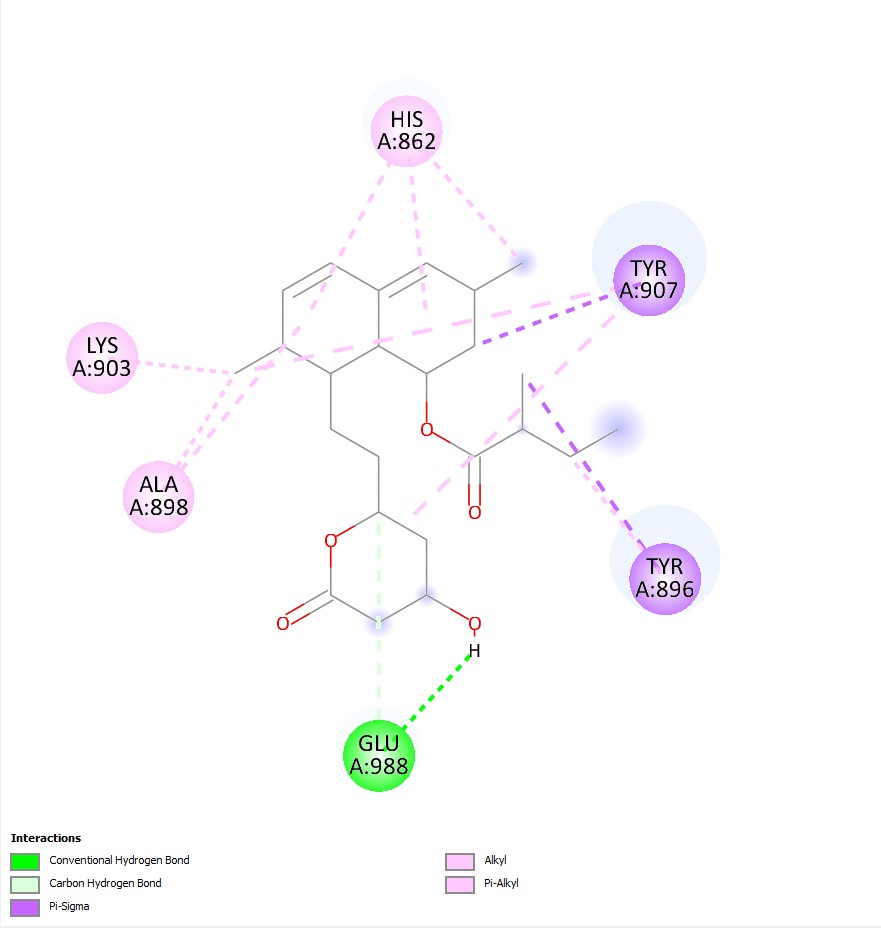 HIS
A:862
TYR
A:907
LYS
A:903
ALA
A:898
O
O
O
TYR
A:896
O
O
H
GLU
A:988
Interactions
Conventional Hydrogen Bond
Carbon Hydrogen Bond
Pi-Sigma
Alkyl
Pi-Alkyl